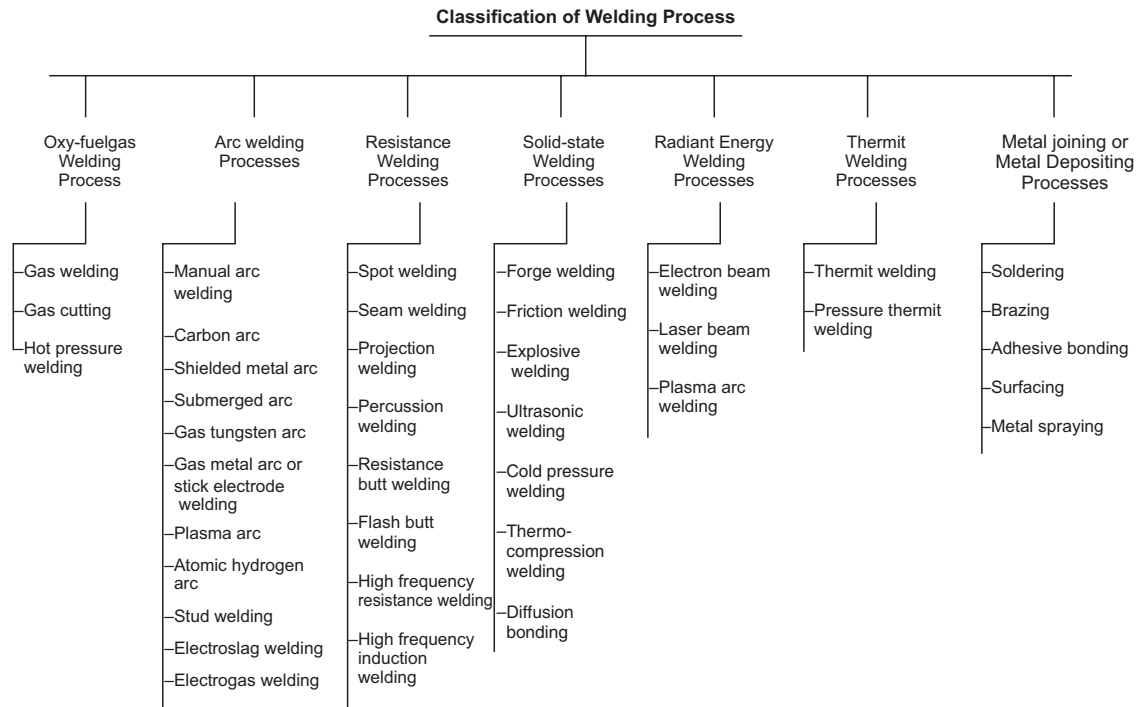 Classification of Welding Process
Oxy-fuelgas
Welding
Process
Gas welding
Gas cutting
Hot pressure
welding
Arc welding
Processes
Manual arc
welding
Carbon arc
Shielded metal arc
Submerged arc
Gas tungsten arc
Gas metal arc or
stick electrode
welding
Plasma arc
Atomic hydrogen
arc
Stud welding
Electroslag welding
Electrogas welding
Resistance
Welding
Processes
Spot welding
Seam welding
Projection
welding
Percussion
welding
Resistance
butt welding
Flash butt
welding
High frequency
resistance welding
High frequency
induction
welding
Solid-state
Welding
Processes
Forge welding
Friction welding
Explosive
welding
Ultrasonic
welding
Cold pressure
welding
Thermo-
compression
welding
Diffusion
bonding
Radiant Energy
Welding
Processes
Electron beam
welding
Laser beam
welding
Plasma arc
welding
Thermit
Welding
Processes
Thermit welding
Pressure thermit
welding
Metal joining or
Metal Depositing
Processes
Soldering
Brazing
Adhesive bonding
Surfacing
Metal spraying